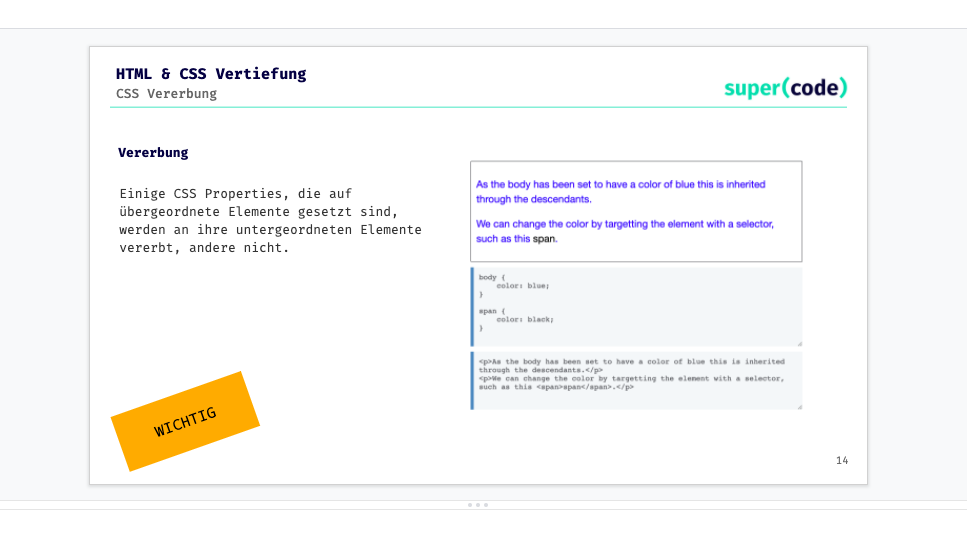 HTML & CSS Vertiefung
CSS Vererbung
super(code)
Vererbung
Einige CSS Properties, die auf
übergeordnete Elemente gesetzt sind,
werden an ihre untergeordneten Elemente
vererbt, andere nicht.
As the body has been set to have a color of blue this is inherited
through the descendants.
We can change the color by targetting the element with a selector,
such as this span.
body {
    color: blue;
}
span {
    color: black;
}
<p>As the body has been set to have a color of blue this is inherited
through the descendants.</p>
<p>We can change the color by targetting the element with a selector,
such as this <span>span</span>.</p>
WICHTIG
14